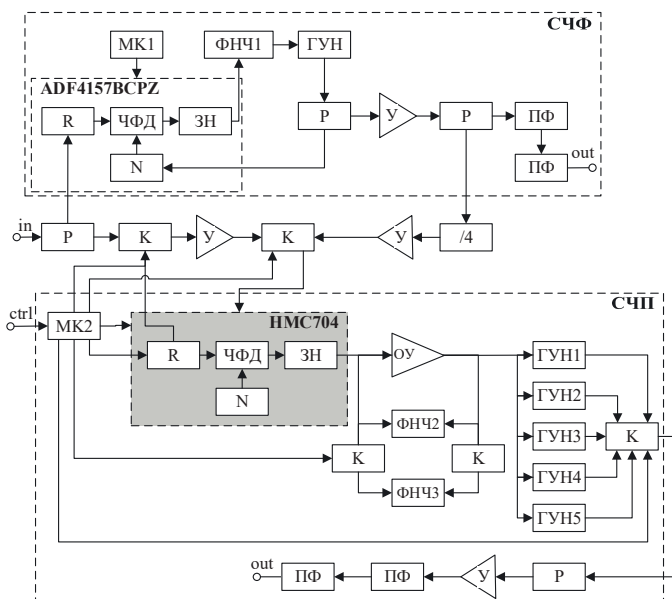 СЧФ
МК1
ФНЧ1
ГУН
ADF4157BCPZ
R
ЧФД
ЗН
N
Р
У
Р
ПФ
ПФ
out
in
Р
К
У
К
У
/4
СЧП
ctrl
МК2
HMC704
R
ЧФД
ЗН
N
ОУ
ФНЧ2
К
К
ФНЧ3
ГУН1
ГУН2
ГУН3
К
ГУН4
ГУН5
out
ПФ
ПФ
У
Р